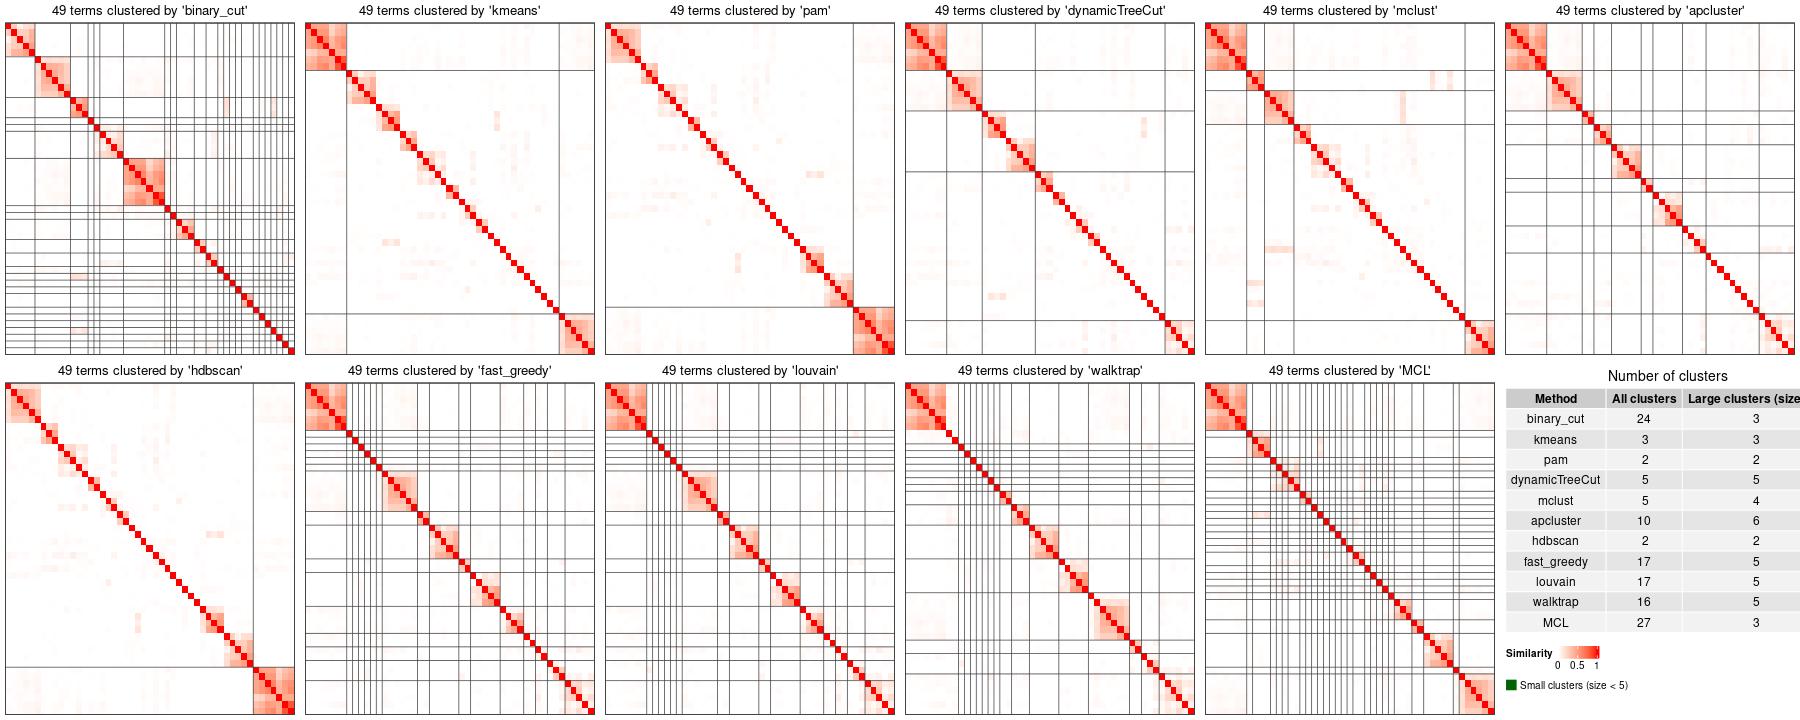 49 terms clustered by 'binary_cut'
49 terms clustered by 'kmeans'
49 terms clustered by 'pam'
49 terms clustered by 'dynamicTreeCut'
49 terms clustered by 'mclust'
49 terms clustered by 'apcluster'
49 terms clustered by 'hdbscan'
49 terms clustered by 'fast_greedy'
49 terms clustered by 'louvain'
49 terms clustered by 'walktrap'
49 terms clustered by 'MCL'
Number of clusters
Method All clusters Large clusters (size
binary_cut 24 3
kmeans 3 3
pam 2 2
dynamicTreeCut 5 5
mclust 5 4
apcluster 10 6
hdbscan 2 2
fast_greedy 17 5
louvain 17 5
walktrap 16 5
MCL 27 3
Similarity
0 0.5 1
Small clusters (size < 5)